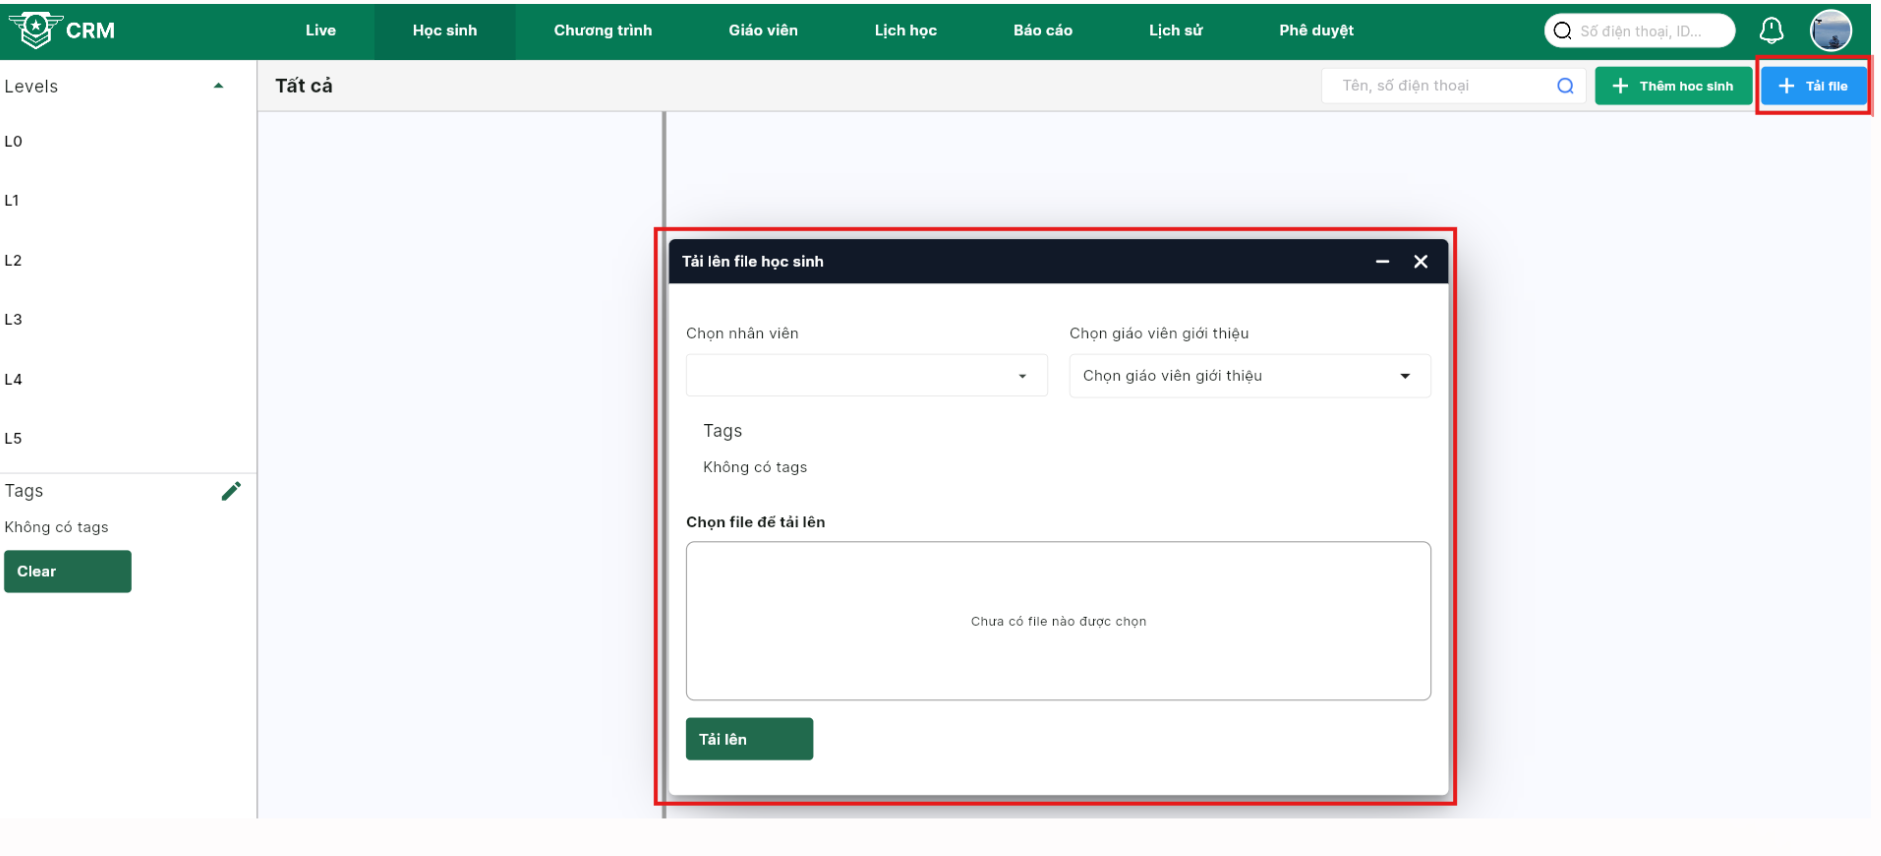 CRM
Live
Học sinh
Chương trình
Giáo viên
Lịch học
Báo cáo
Lịch sử
Phê duyệt
Số điện thoại, ID...
Levels
Tất cả
Tên, số điện thoại
Thêm hoc sinh
Tải file
L0
L1
L2
L3
L4
L5
Tags
Không có tags
Clear
Tải lên file học sinh
Chọn nhân viên
Chọn giáo viên giới thiệu
Chọn giáo viên giới thiệu
Tags
Không có tags
Chọn file để tải lên
Chưa có file nào được chọn
Tải lên